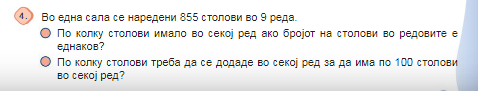 4. Во една сала се наредени 855 столови во 9 реда.
По колку столови имало во секој ред ако бројот на столови во редовите е
еднаков?
По колку столови треба да се додаде во секој ред за да има по 100 столови
во секој ред?